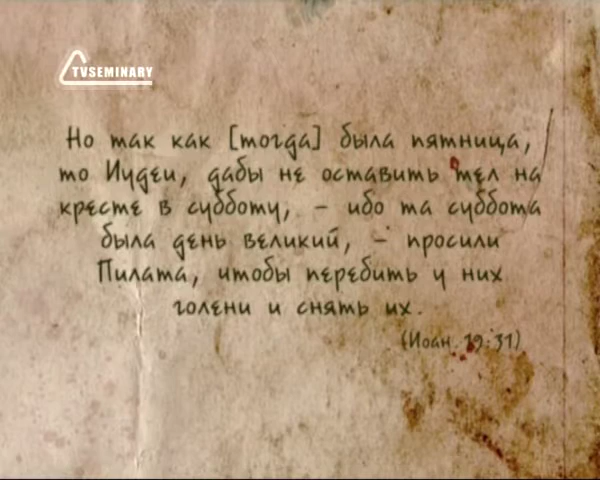 TVSEMINARY
Но так как [тогда] была пятница,
то Иудеи, дабы не оставить тел на
кресте в субботу, – ибо та суббота
была день великий, – просили
Пилата, чтобы перебить у них
голени и снять их.
(Иоан. 19:31)